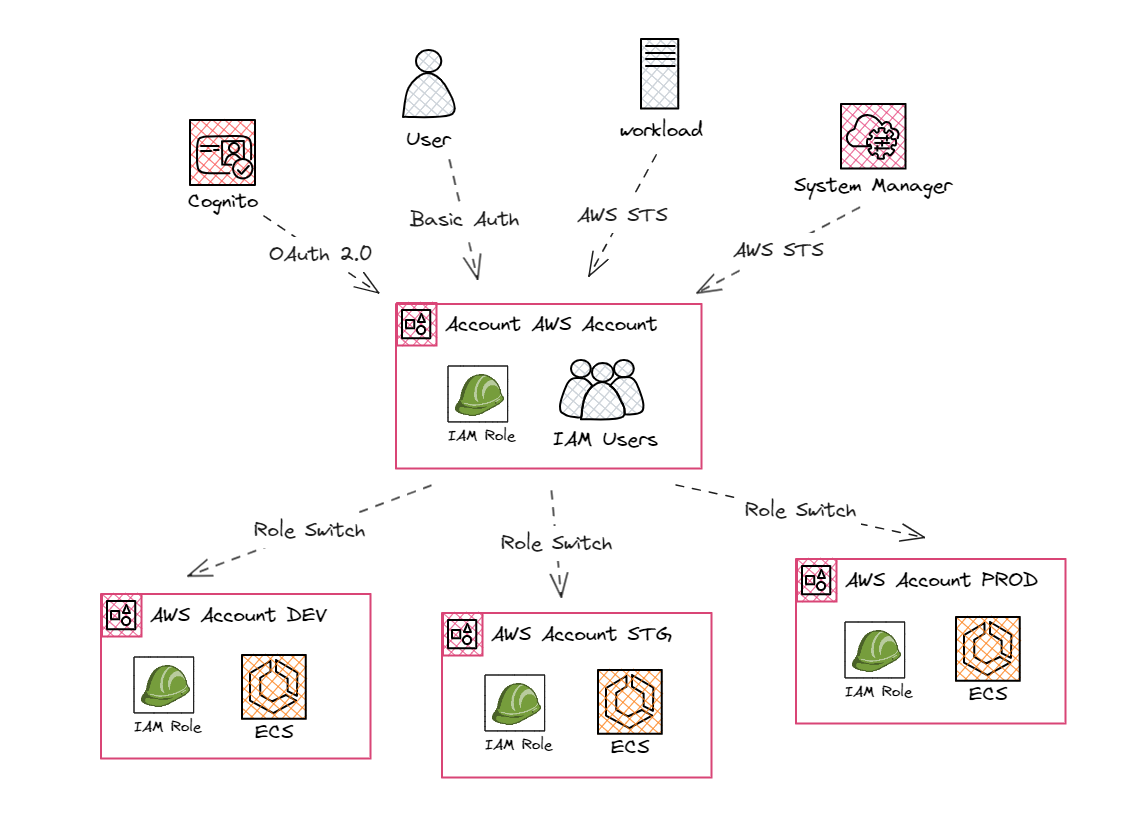 User
workload
Cognito
System Manager
Basic Auth
AWS STS
OAuth 2.0
AWS STS
Account AWS Account
IAM Role
IAM Users
Role Switch
Role Switch
Role Switch
AWS Account DEV
IAM Role
ECS
AWS Account STG
IAM Role
ECS
AWS Account PROD
IAM Role
ECS